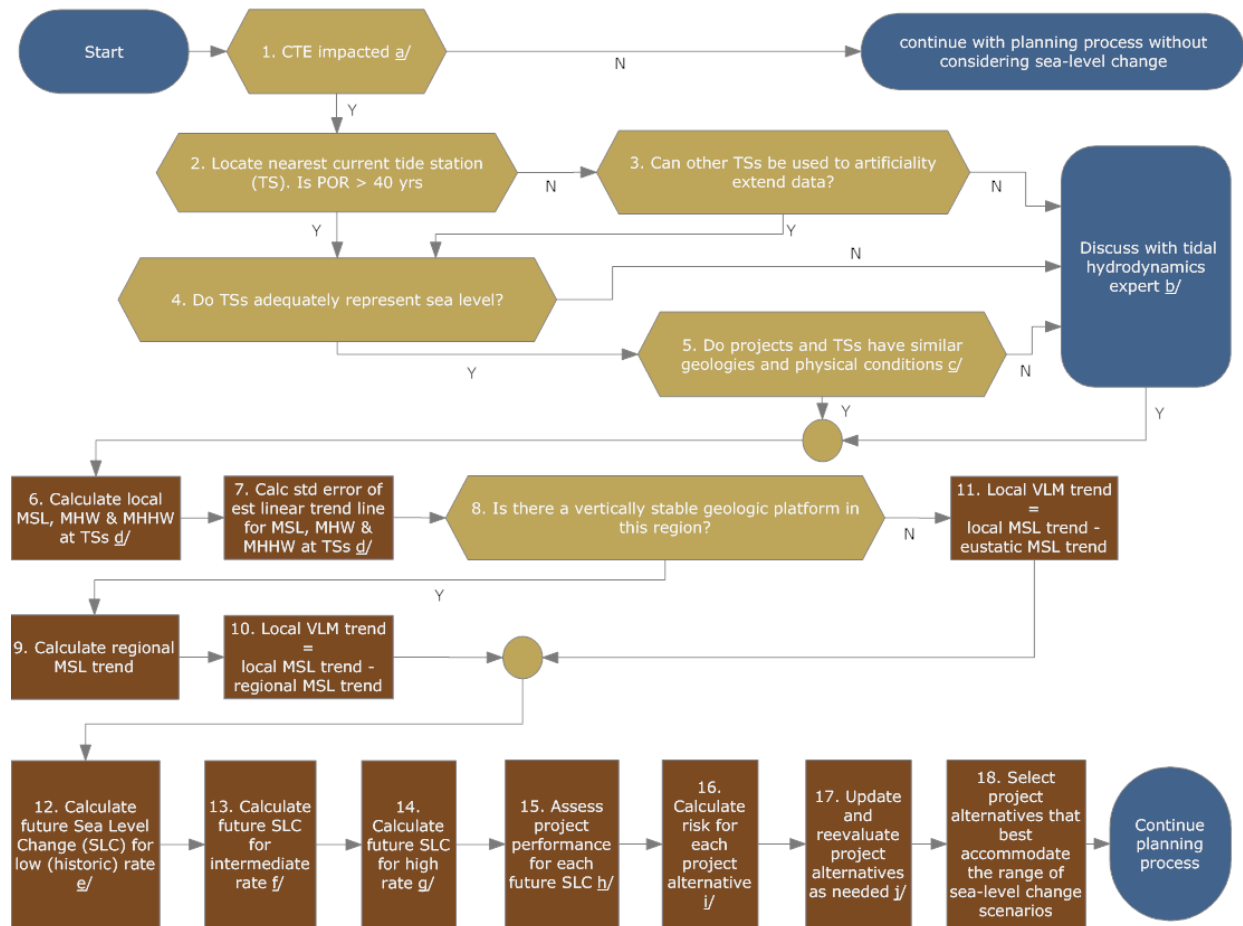 Start
1. CTE impacted a/
N
continue with planning process without
considering sea-level change
Y
2. Locate nearest current tide station
(TS). Is POR > 40 yrs
N
3. Can other TSs be used to artificiality
extend data?
N
Y
Y
4. Do TSs adequately represent sea level?
N
Discuss with tidal
hydrodynamics
expert b/
Y
5. Do projects and TSs have similar
geologies and physical conditions c/
N
Y
Y
6. Calculate local
MSL, MHW & MHHW
at TSs d/
7. Calc std error of
est linear trend line
for MSL, MHW &
MHHW at TSs d/
8. Is there a vertically stable geologic platform in
this region?
N
11. Local VLM trend
=
local MSL trend -
eustatic MSL trend
Y
9. Calculate regional
MSL trend
10. Local VLM trend
=
local MSL trend -
regional MSL trend
12. Calculate
future Sea Level
Change (SLC) for
low (historic) rate
e/
13. Calculate
future SLC
for
intermediate
rate f/
14.
Calculate
future SLC
for high
rate g/
15. Assess
project
performance
for each
future SLC h/
16.
Calculate
risk for
each
project
alternative
i/
17. Update
and
reevaluate
project
alternatives
as needed j/
18. Select
project
alternatives that
best
accommodate
the range of
sea-level change
scenarios
Continue
planning
process